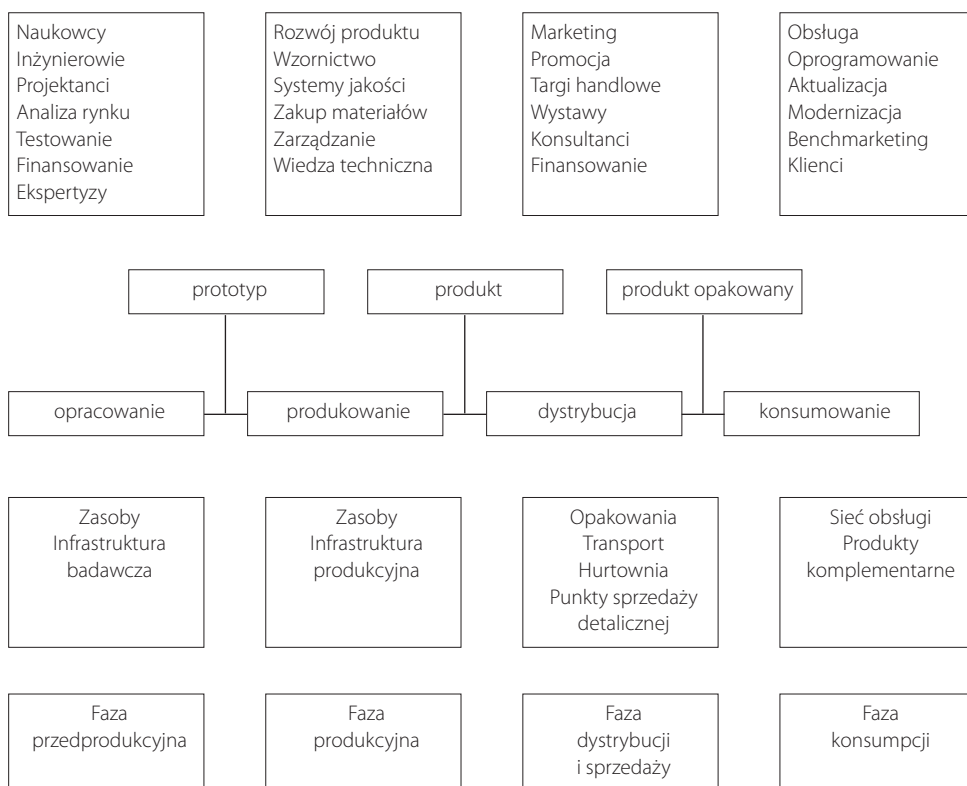 Naukowcy
Inżynierowie
Projektanci
Analiza rynku
Testowanie
Finansowanie
Ekspertyzy
Rozwój produktu
Wzornictwo
Systemy jakości
Zakup materiałów
Zarządzanie
Wiedza techniczna
Marketing
Promocja
Targi handlowe
Wystawy
Konsultanci
Finansowanie
Obsługa
Oprogramowanie
Aktualizacja
Modernizacja
Benchmarketing
Klienci
prototyp
produkt
produkt opakowany
opracowanie
produkowanie
dystrybucja
konsumowanie
Zasoby
Infrastruktura
badawcza
Zasoby
Infrastruktura
produkcyjna
Opakowania
Transport
Hurtownia
Punkty sprzedaży
detalicznej
Sieć obsługi
Produkty
komplementarne
Faza
przedprodukcyjna
Faza
produkcyjna
Faza
dystrybucji
i sprzedaży
Faza
konsumpcji